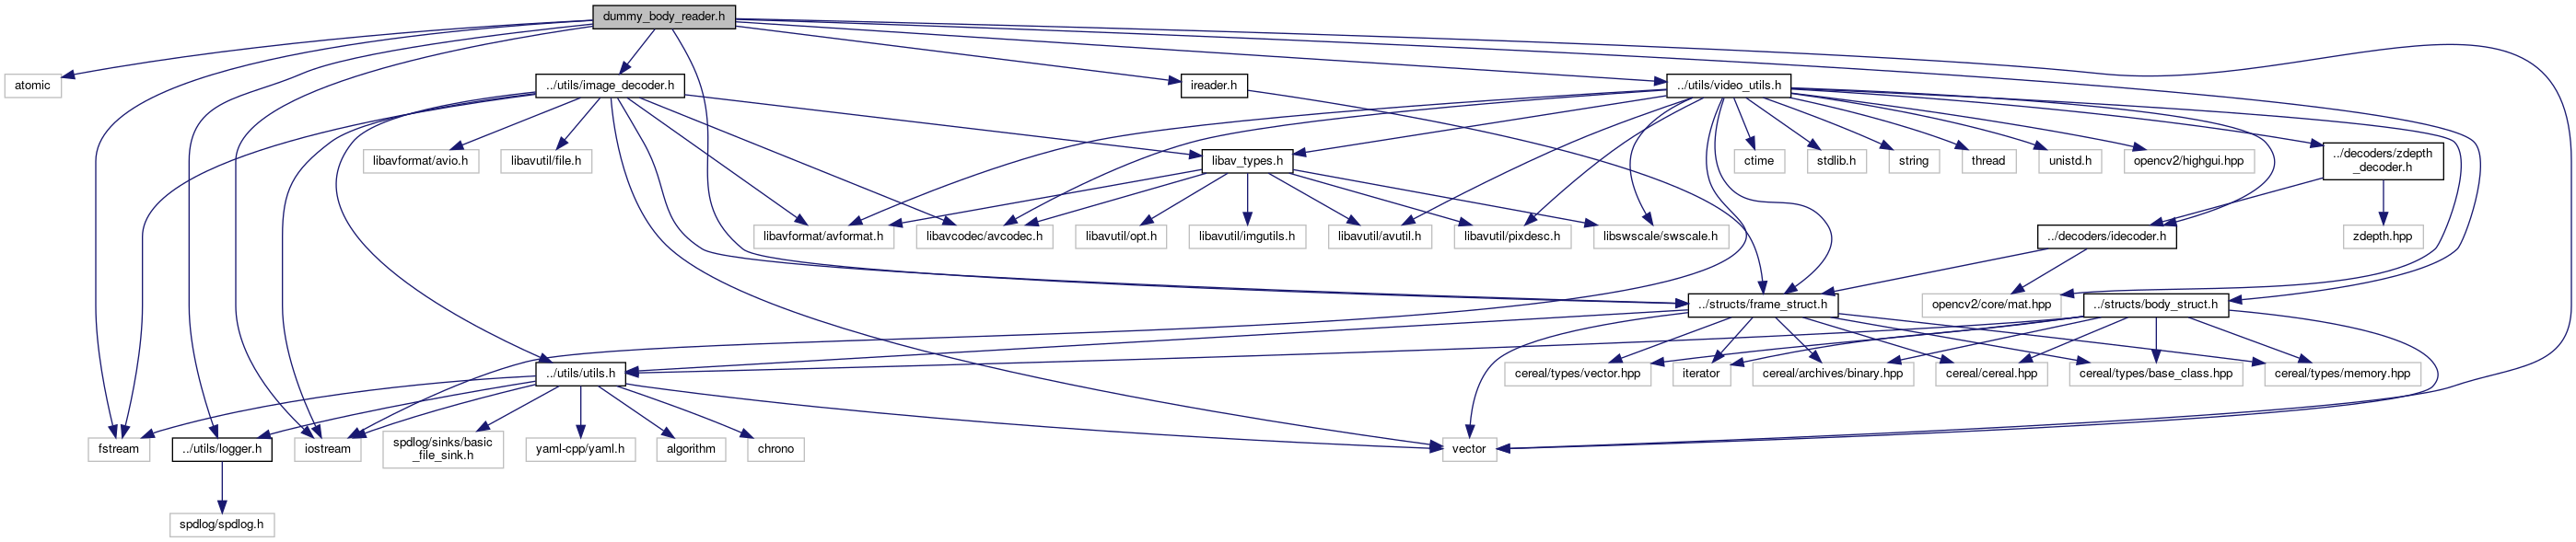 dummy_body_reader.h
atomic
../utils/image_decoder.h
ireader.h
../utils/video_utils.h
libavformat/avio.h
libavutil/file.h
libav_types.h
ctime
stdlib.h
string
thread
unistd.h
opencv2/highgui.hpp
../decoders/zdepth
_decoder.h
libavformat/avformat.h
libavcodec/avcodec.h
libavutil/opt.h
libavutil/imgutils.h
libavutil/avutil.h
libavutil/pixdesc.h
libswscale/swscale.h
../decoders/idecoder.h
zdepth.hpp
../structs/frame_struct.h
opencv2/core/mat.hpp
../structs/body_struct.h
../utils/utils.h
cereal/types/vector.hpp
iterator
cereal/archives/binary.hpp
cereal/cereal.hpp
cereal/types/base_class.hpp
cereal/types/memory.hpp
fstream
../utils/logger.h
iostream
spdlog/sinks/basic
_file_sink.h
yaml-cpp/yaml.h
algorithm
chrono
vector
spdlog/spdlog.h